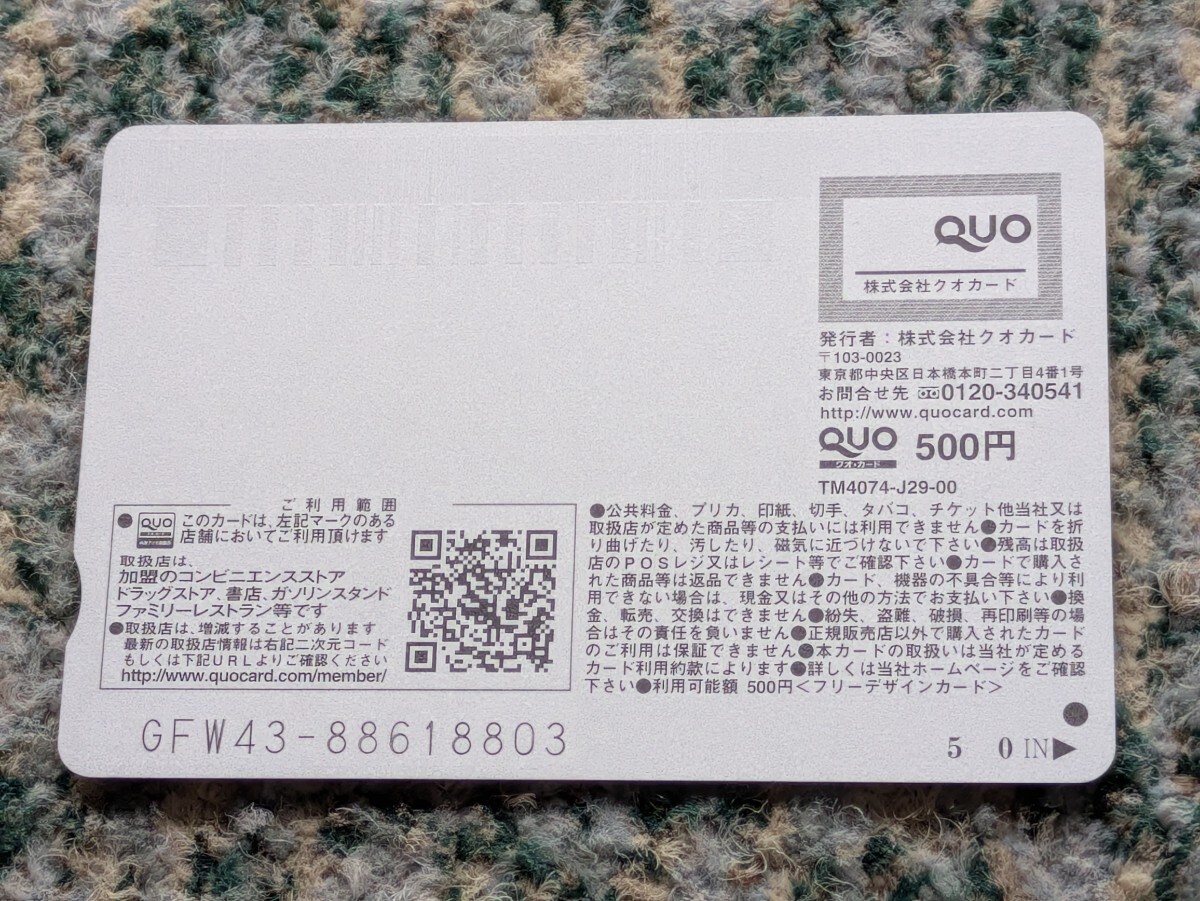 QUO
株式会社クオカード
発行者：株式会社クオカード
〒103-0023
東京都中央区日本橋本町二丁目4番1号
お問合せ先 0120-340541
http://www.quocard.com
QUO 500円
クオ・カード
TM4074-J29-00
ご利用範囲
●QUO このカードは、左記マークのある
店舗においてご利用頂けます
取扱店は、
加盟のコンビニエンスストア
ドラッグストア、書店、ガソリンスタンド
ファミリーレストラン等です
●取扱店は、増減することがあります
最新の取扱店情報は右記二次元コード
もしくは下記URLよりご確認ください
http://www.quocard.com/member/
●公共料金、プリカ、印紙、切手、タバコ、チケット他当社又は
取扱店が定めた商品等の支払いには利用できません●カードを折
り曲げたり、汚したり、磁気に近づけないで下さい●残高は取扱
店のPOSレジ又はレシート等でご確認下さい●カードで購入さ
れた商品等は返品できません●カード、機器の不具合等により利
用できない場合は、現金又はその他の方法でお支払い下さい●換
金、転売、交換はできません●紛失、盗難、破損、再印刷等の場
合はその責任を負いません●正規販売店以外で購入されたカード
のご利用は保証できません●本カードの取扱いは当社が定める
カード利用約款によります●詳しくは当社ホームページをご確認
下さい●利用可能額 500円＜フリーデザインカード＞
GFW43-88618803
5 0 IN▶